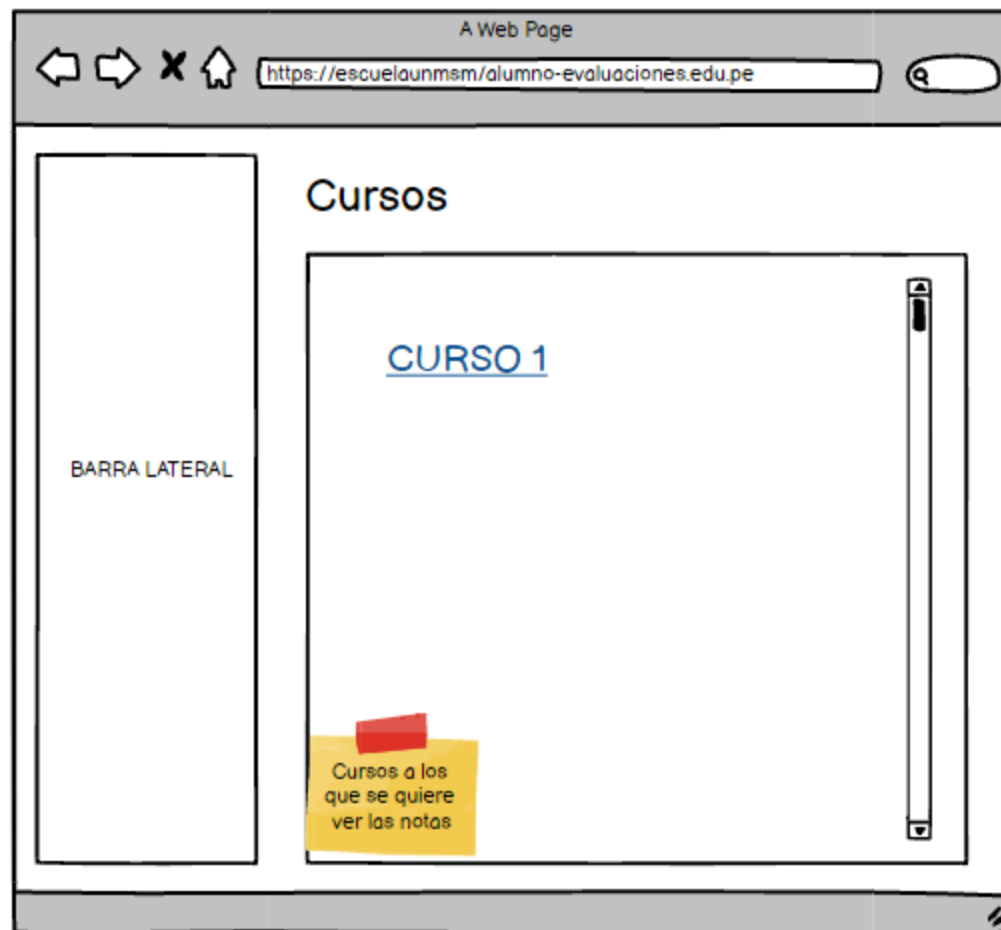 A Web Page
https://escuelaunmsm/alumno-evaluaciones.edu.pe
Cursos
CURSO 1
BARRA LATERAL
Cursos a los
que se quiere
ver las notas